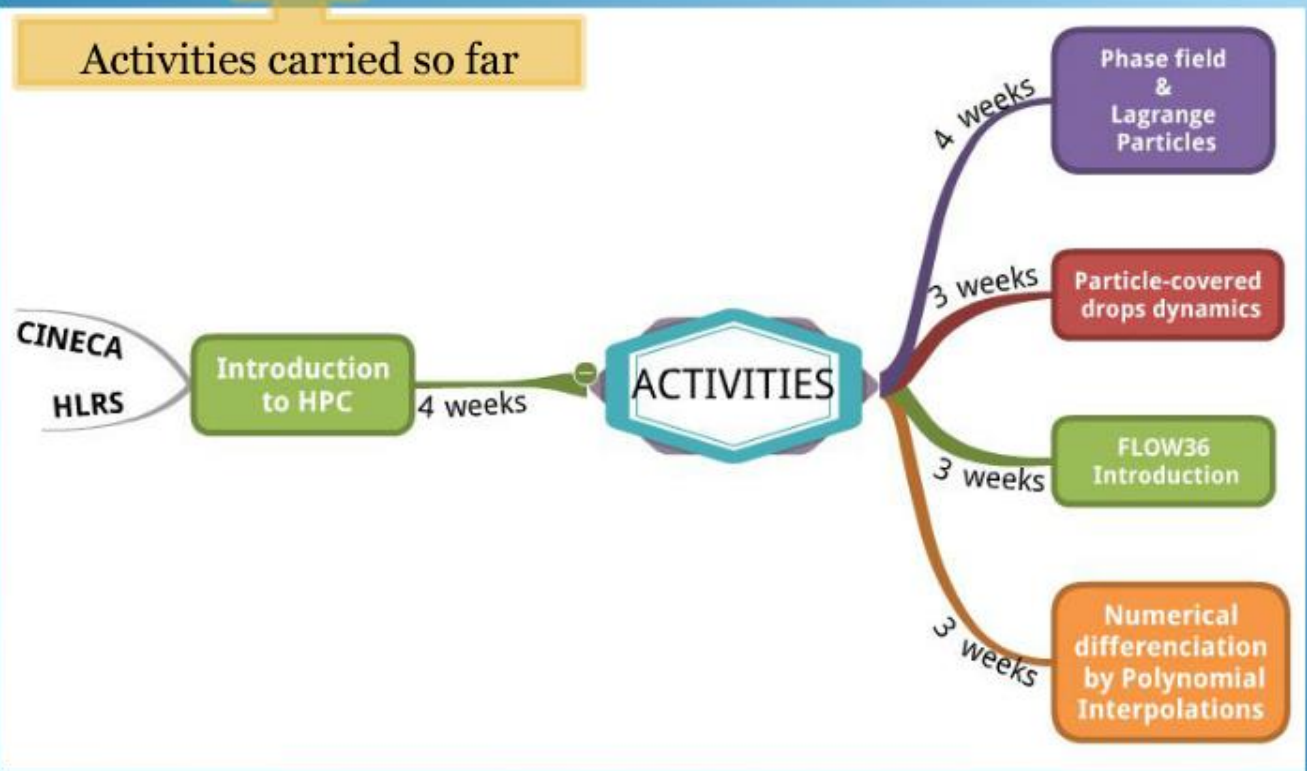 Activities carried so far
CINECA
HLRS
Introduction
to HPC
4 weeks
ACTIVITIES
4 weeks
Phase field
&
Lagrange
Particles
3 weeks
Particle-covered
drops dynamics
3 weeks
FLOW36
Introduction
3 weeks
Numerical
differenciation
by Polynomial
Interpolations